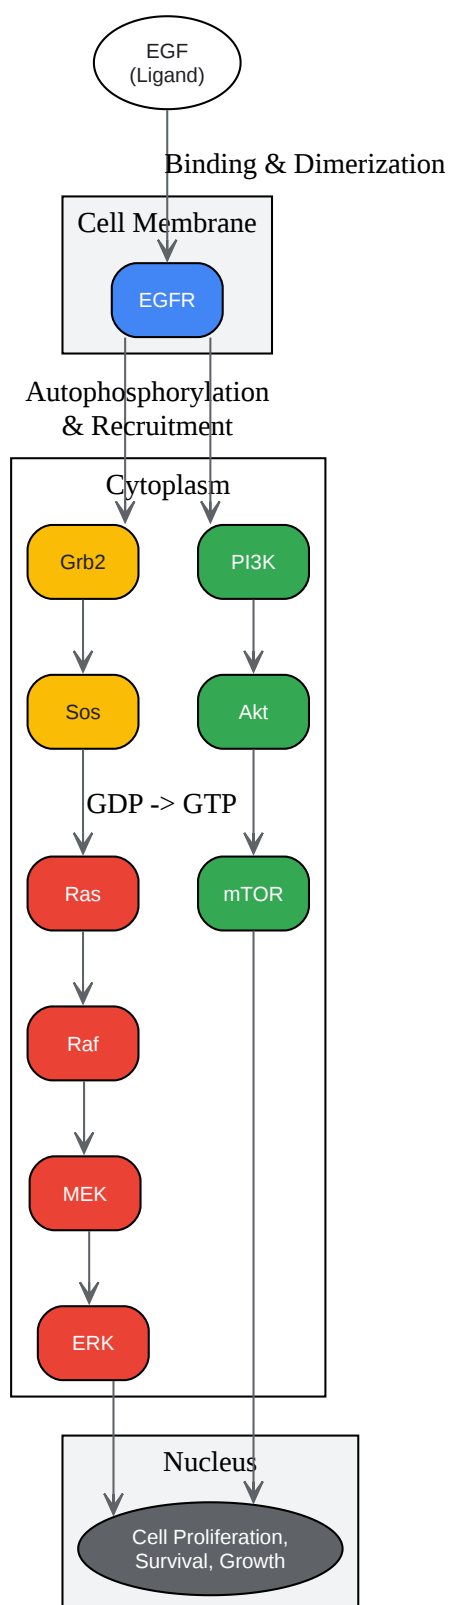 EGF
(Ligand)
Binding & Dimerization
Cell Membrane
EGFR
Autophosphorylation
& Recruitment
Cytoplasm
Grb2
PI3K
Sos
Akt
GDP -> GTP
Ras
mTOR
Raf
MEK
ERK
Nucleus
Cell Proliferation,
Survival, Growth